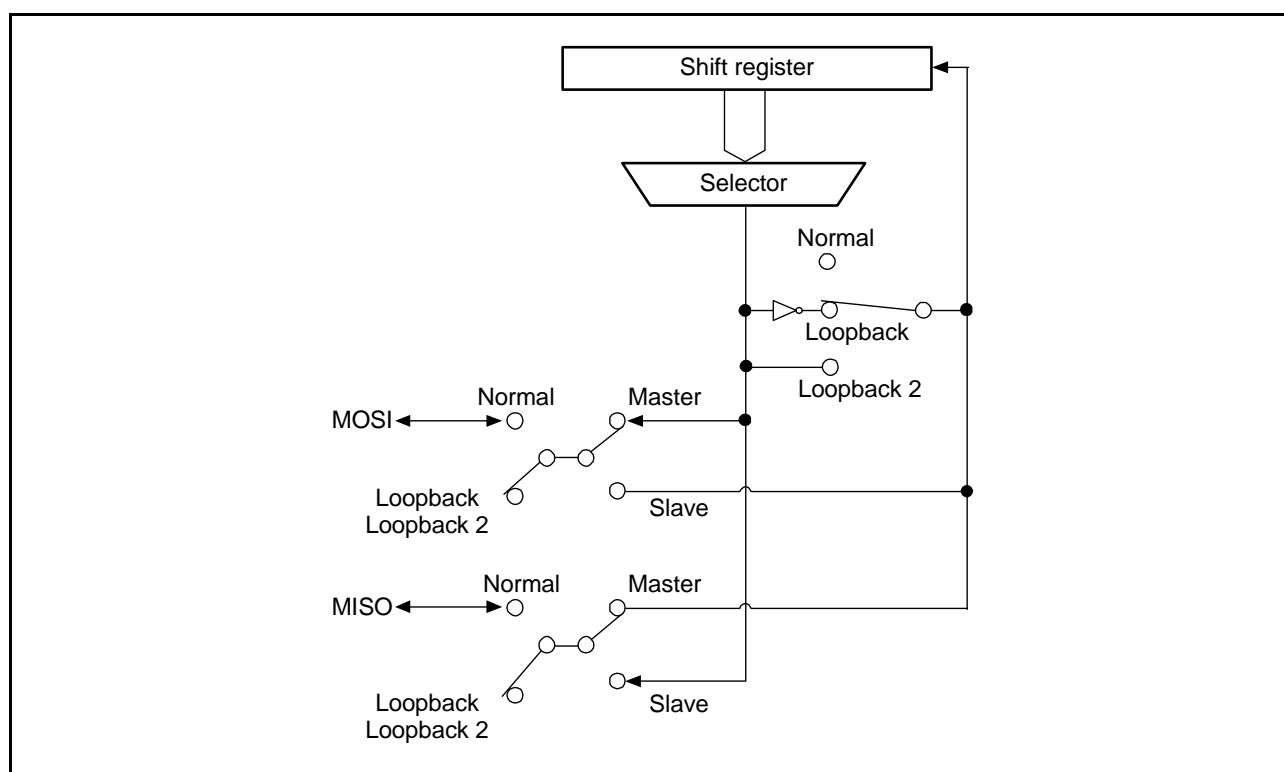 Shift register
Selector
Normal
Loopback
Loopback 2
Normal
Master
MOSI
Loopback
Loopback 2
Slave
Normal
Master
MISO
Loopback
Loopback 2
Slave